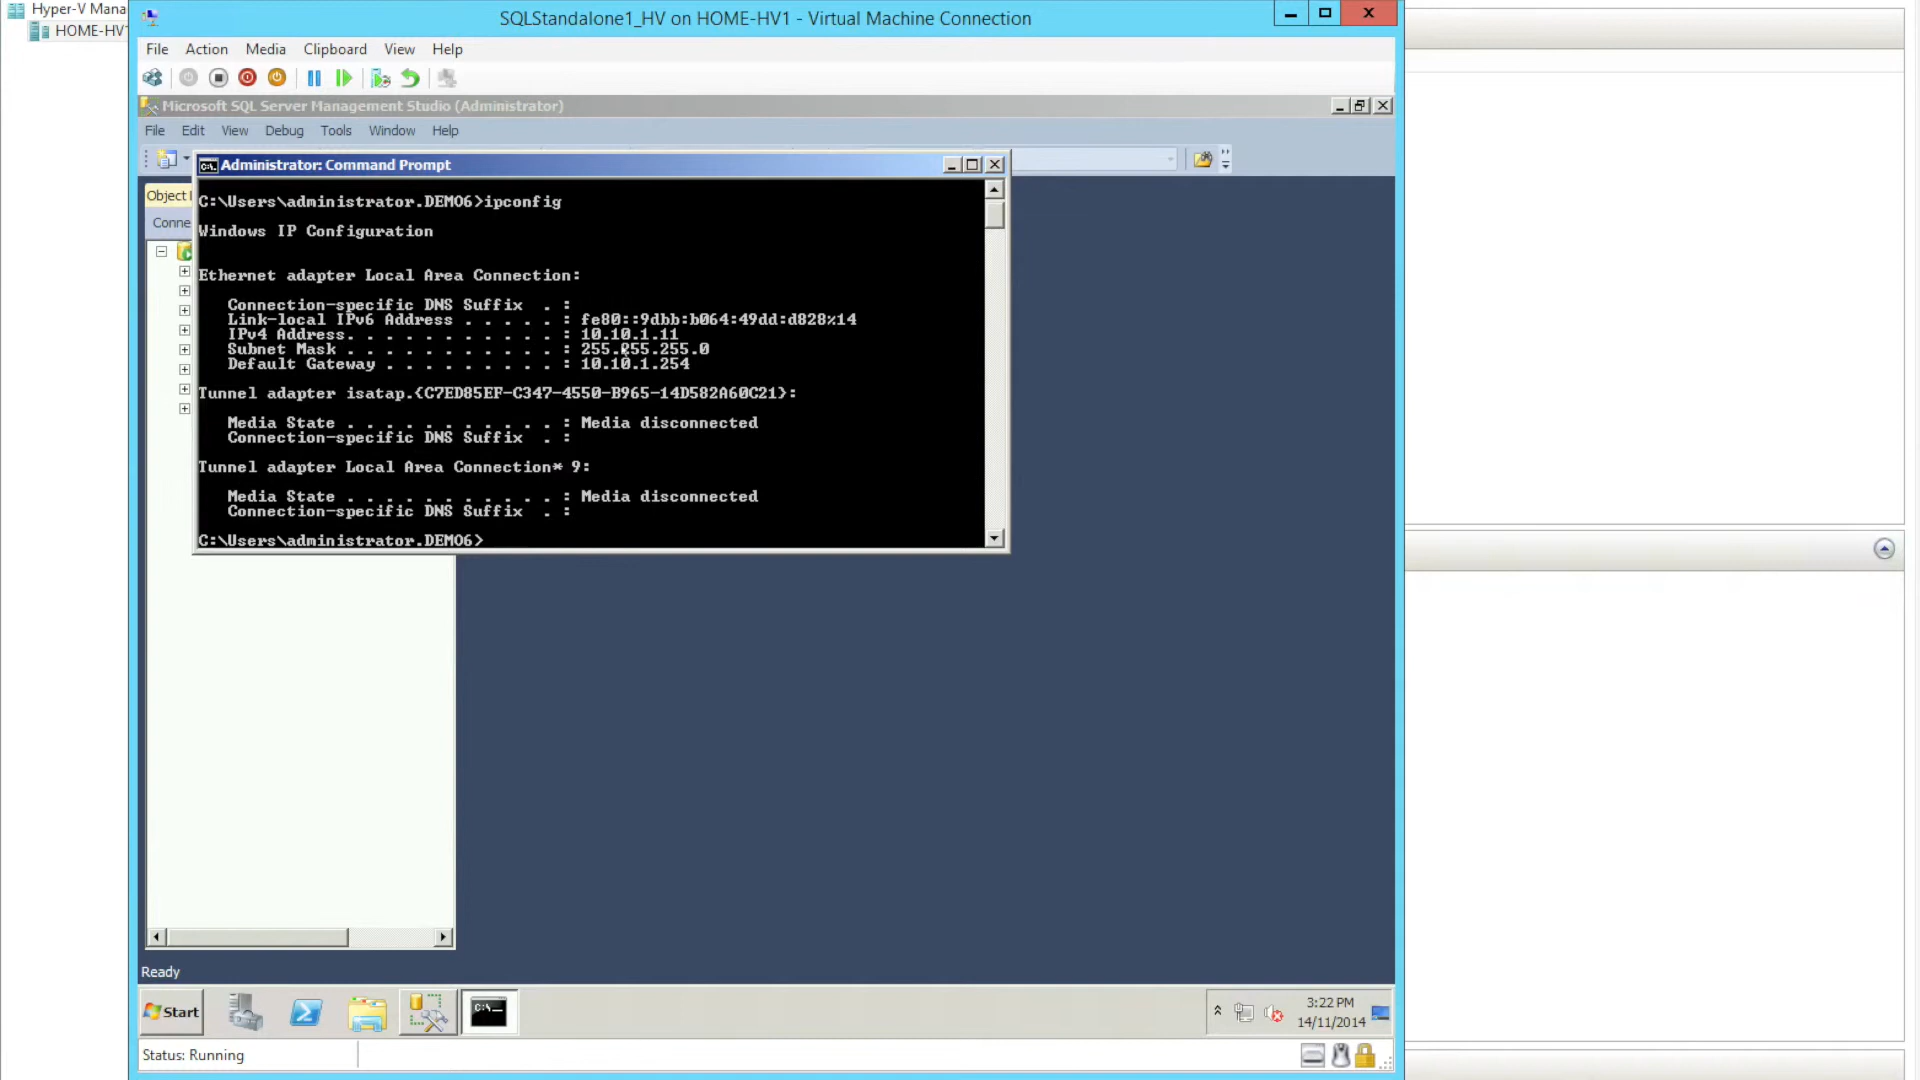 Hyper-V Mana
HOME-HV1
SQLStandalone1_HV on HOME-HV1 - Virtual Machine Connection
File Action Media Clipboard View Help
Microsoft SQL Server Management Studio (Administrator)
File Edit View Debug Tools Window Help
Administrator: Command Prompt
Object
Conne
C:\Users\administrator.DEMO6>ipconfig
Windows IP Configuration
Ethernet adapter Local Area Connection:
Connection-specific DNS Suffix . :
Link-local IPv6 Address . . . . . : fe80::9dbb:b064:49dd:d828%14
IPv4 Address. . . . . . . . . . . : 10.10.1.11
Subnet Mask . . . . . . . . . . . : 255.255.255.0
Default Gateway . . . . . . . . . : 10.10.1.254
Tunnel adapter isatap.{C7ED85EF-C347-4550-B965-14D582A60C21}:
Media State . . . . . . . . . . . : Media disconnected
Connection-specific DNS Suffix . :
Tunnel adapter Local Area Connection* 9:
Media State . . . . . . . . . . . : Media disconnected
Connection-specific DNS Suffix . :
C:\Users\administrator.DEMO6>
Ready
Start
C:\.
3:22 PM
14/11/2014
Status: Running